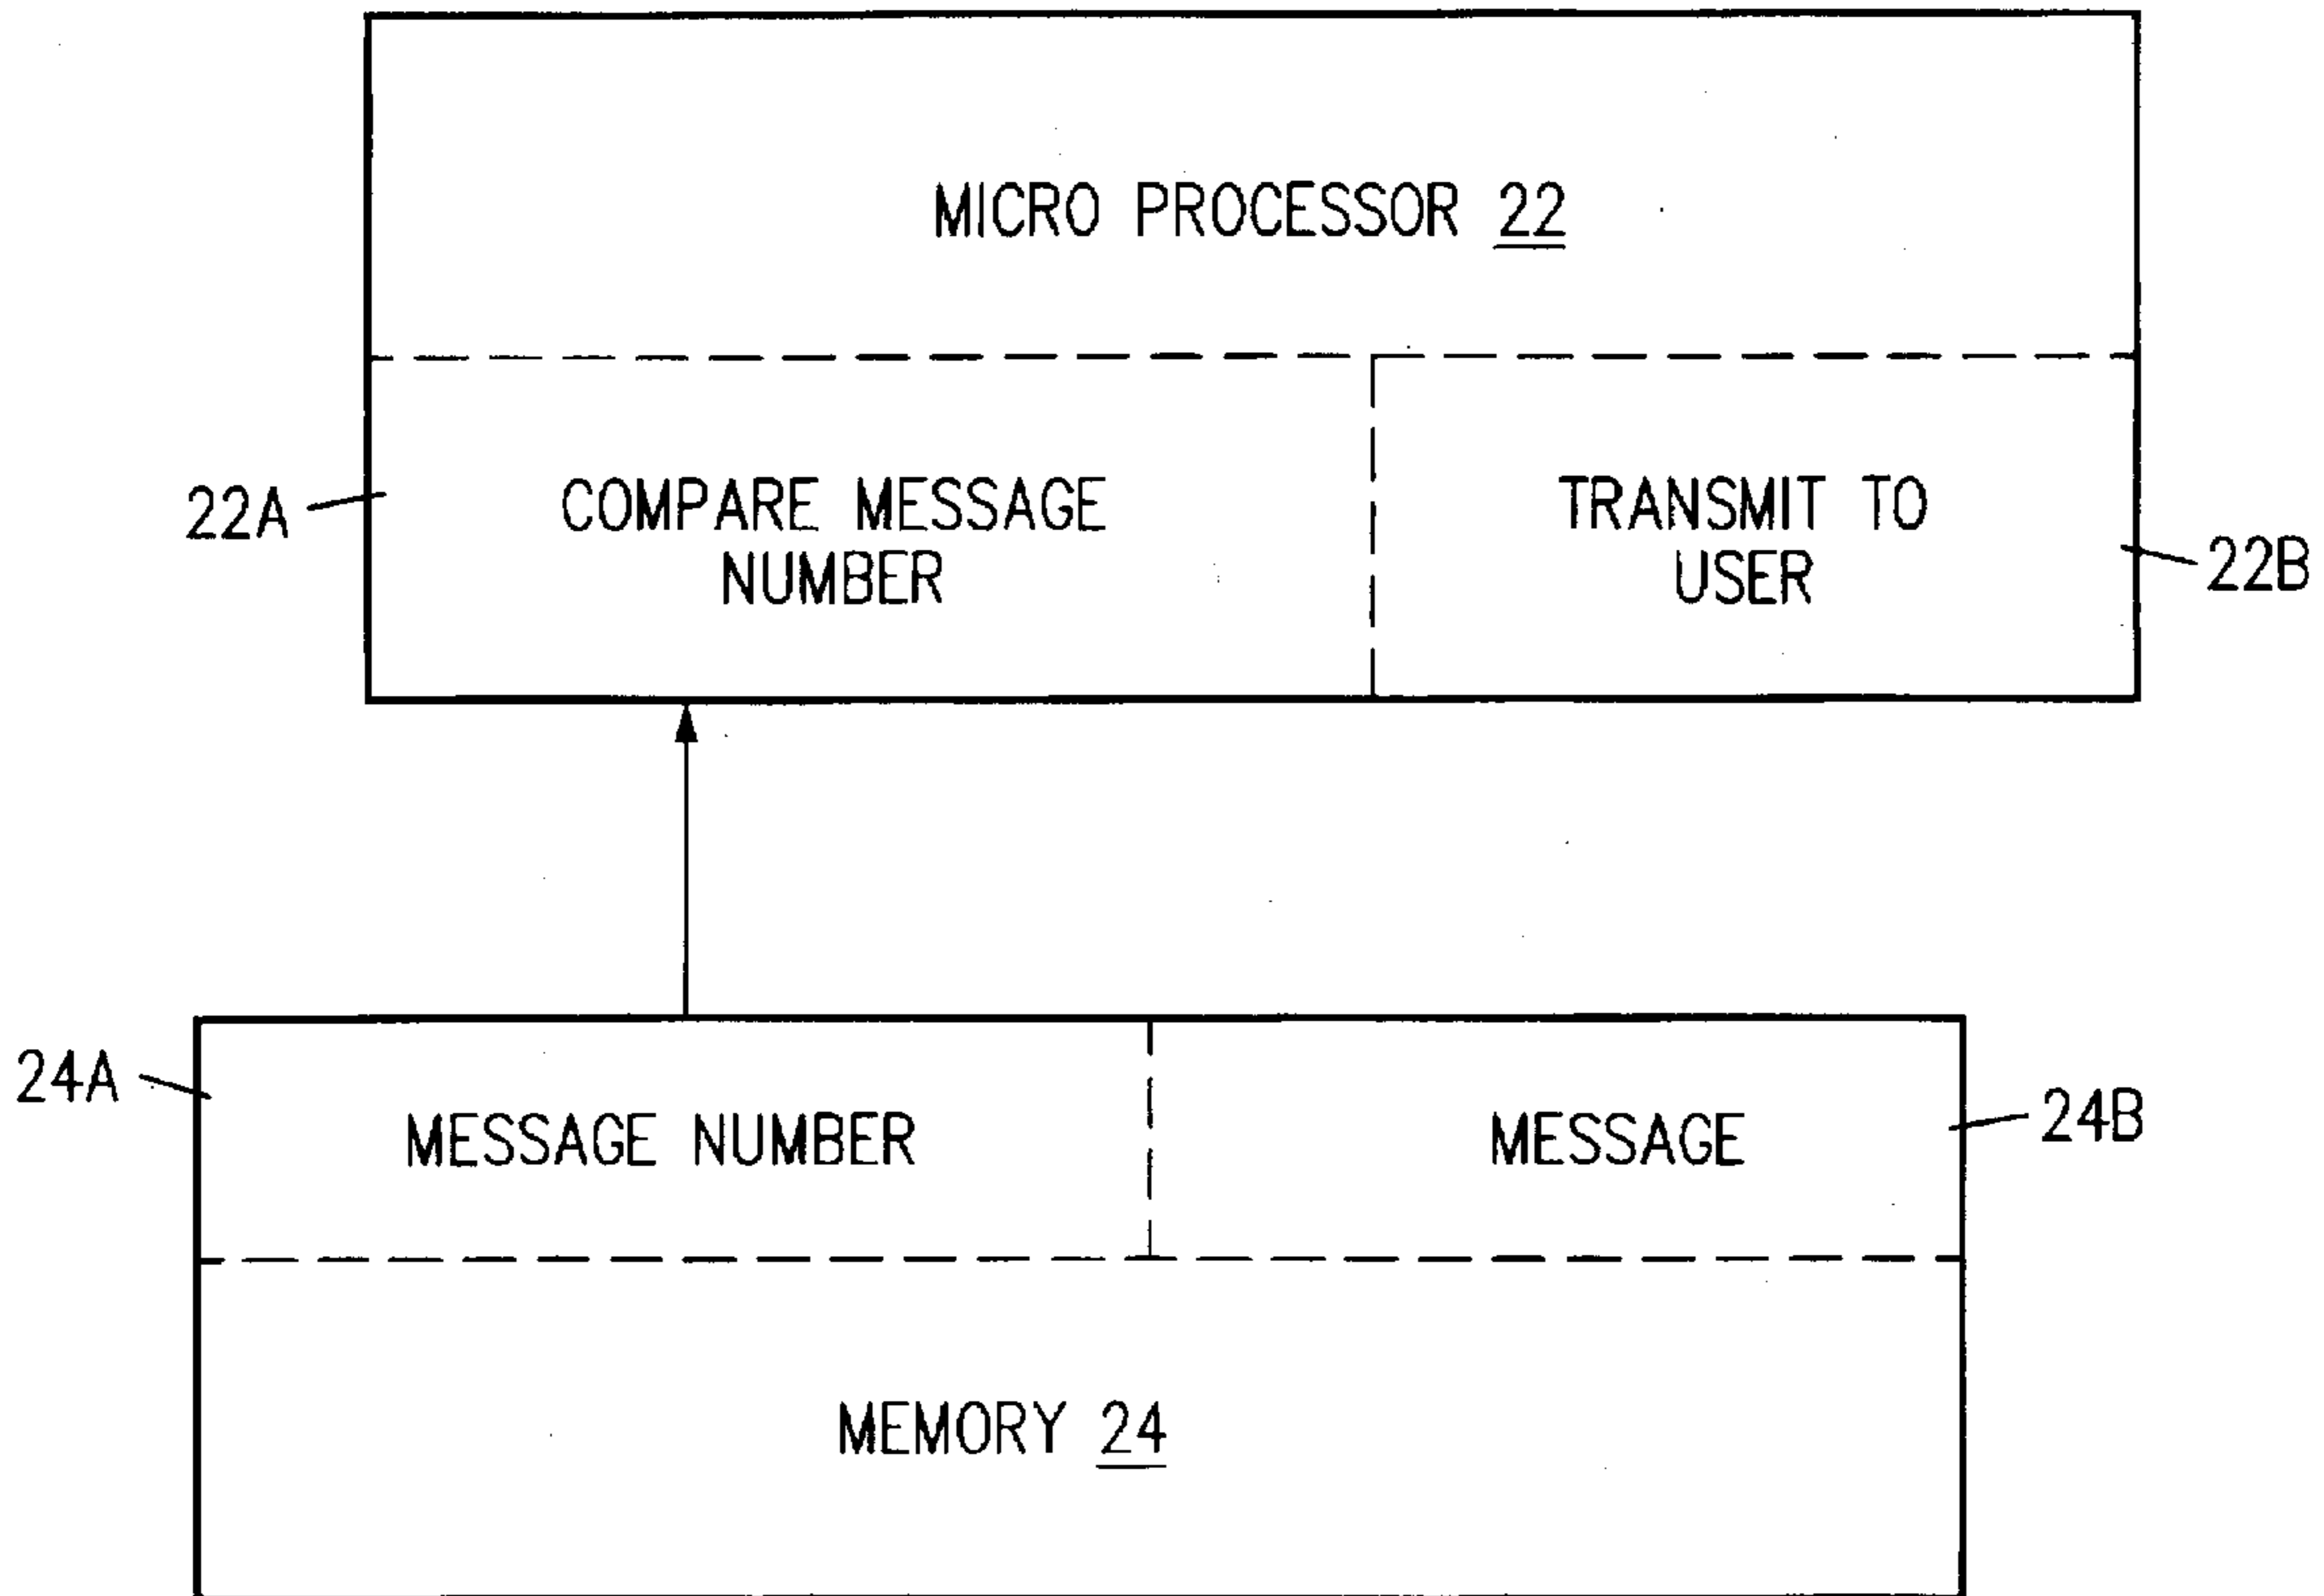 MICRO PROCESSOR 22
22A
COMPARE MESSAGE
NUMBER
TRANSMIT TO
USER
22B
24A
MESSAGE NUMBER
MESSAGE
24B
MEMORY 24